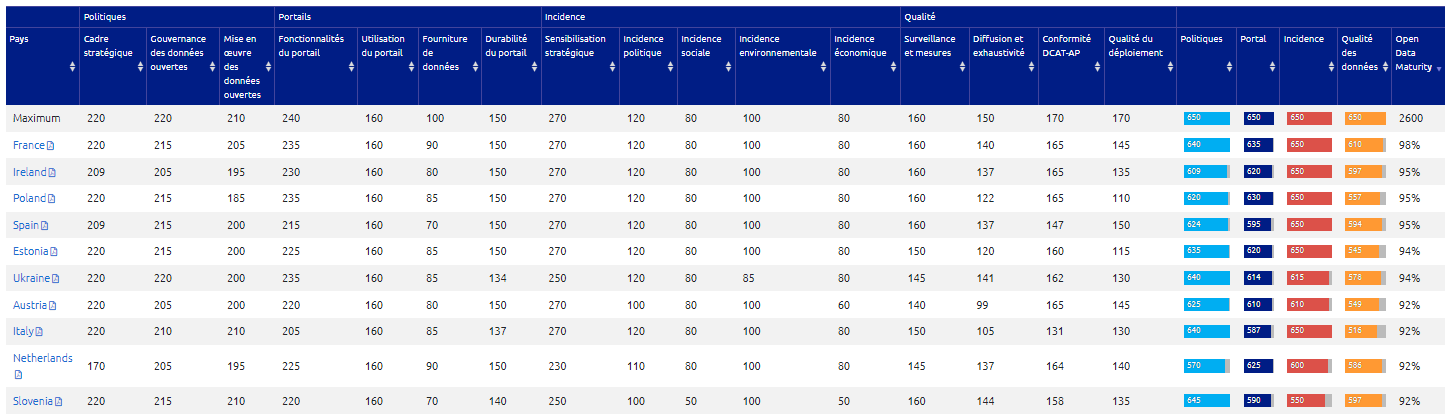 Politiques Portails Incidence Qualité
Pays Cadre stratégique Gouvernance des données ouvertes Mise en œuvre des données ouvertes Fonctionnalités du portail Utilisation du portail Fourniture de données Durabilité du portail Sensibilisation stratégique Incidence politique Incidence sociale Incidence environnementale Incidence économique Surveillance et mesures Diffusion et exhaustivité Conformité DCAT-AP Qualité du déploiement Politiques Portal Incidence Qualité des données Open Data Maturity
Maximum 220 220 210 240 160 100 150 270 120 80 100 80 160 150 170 170 650 650 650 650 2600
France 220 215 205 235 160 90 150 270 120 80 100 80 160 140 165 145 640 635 650 610 98%
Ireland 209 205 195 230 160 80 150 270 120 80 100 80 160 137 165 135 609 620 650 597 95%
Poland 220 215 185 235 160 85 150 270 120 80 100 80 160 122 165 110 620 630 650 557 95%
Spain 209 215 200 215 160 70 150 270 120 80 100 80 160 137 147 150 624 595 650 594 95%
Estonia 220 215 200 225 160 85 150 270 120 80 100 80 150 120 160 115 635 620 650 545 94%
Ukraine 220 220 200 235 160 85 134 250 120 80 85 80 145 141 162 130 640 614 615 578 94%
Austria 220 205 200 220 160 80 150 270 100 80 100 60 140 99 165 145 625 610 610 549 92%
Italy 220 210 210 205 160 85 137 270 120 80 100 80 150 105 131 130 640 587 650 516 92%
Netherlands 170 205 195 225 160 90 150 230 110 80 100 80 145 137 164 140 570 625 600 586 92%
Slovenia 220 215 210 220 160 70 140 250 100 50 100 50 160 144 158 135 645 590 550 597 92%